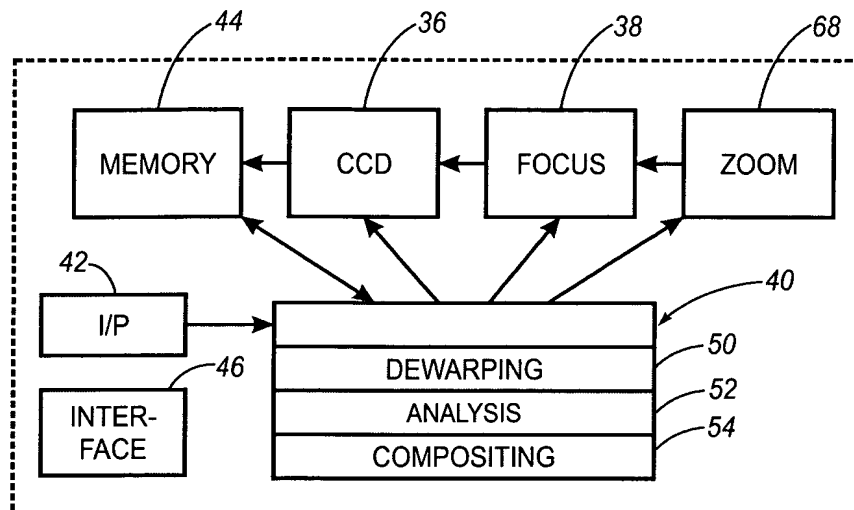 44 36 38 68
MEMORY CCD FOCUS ZOOM
42
I/P
40
DEWARPING 50
46
INTER-
FACE
ANALYSIS 52
COMPOSITING 54